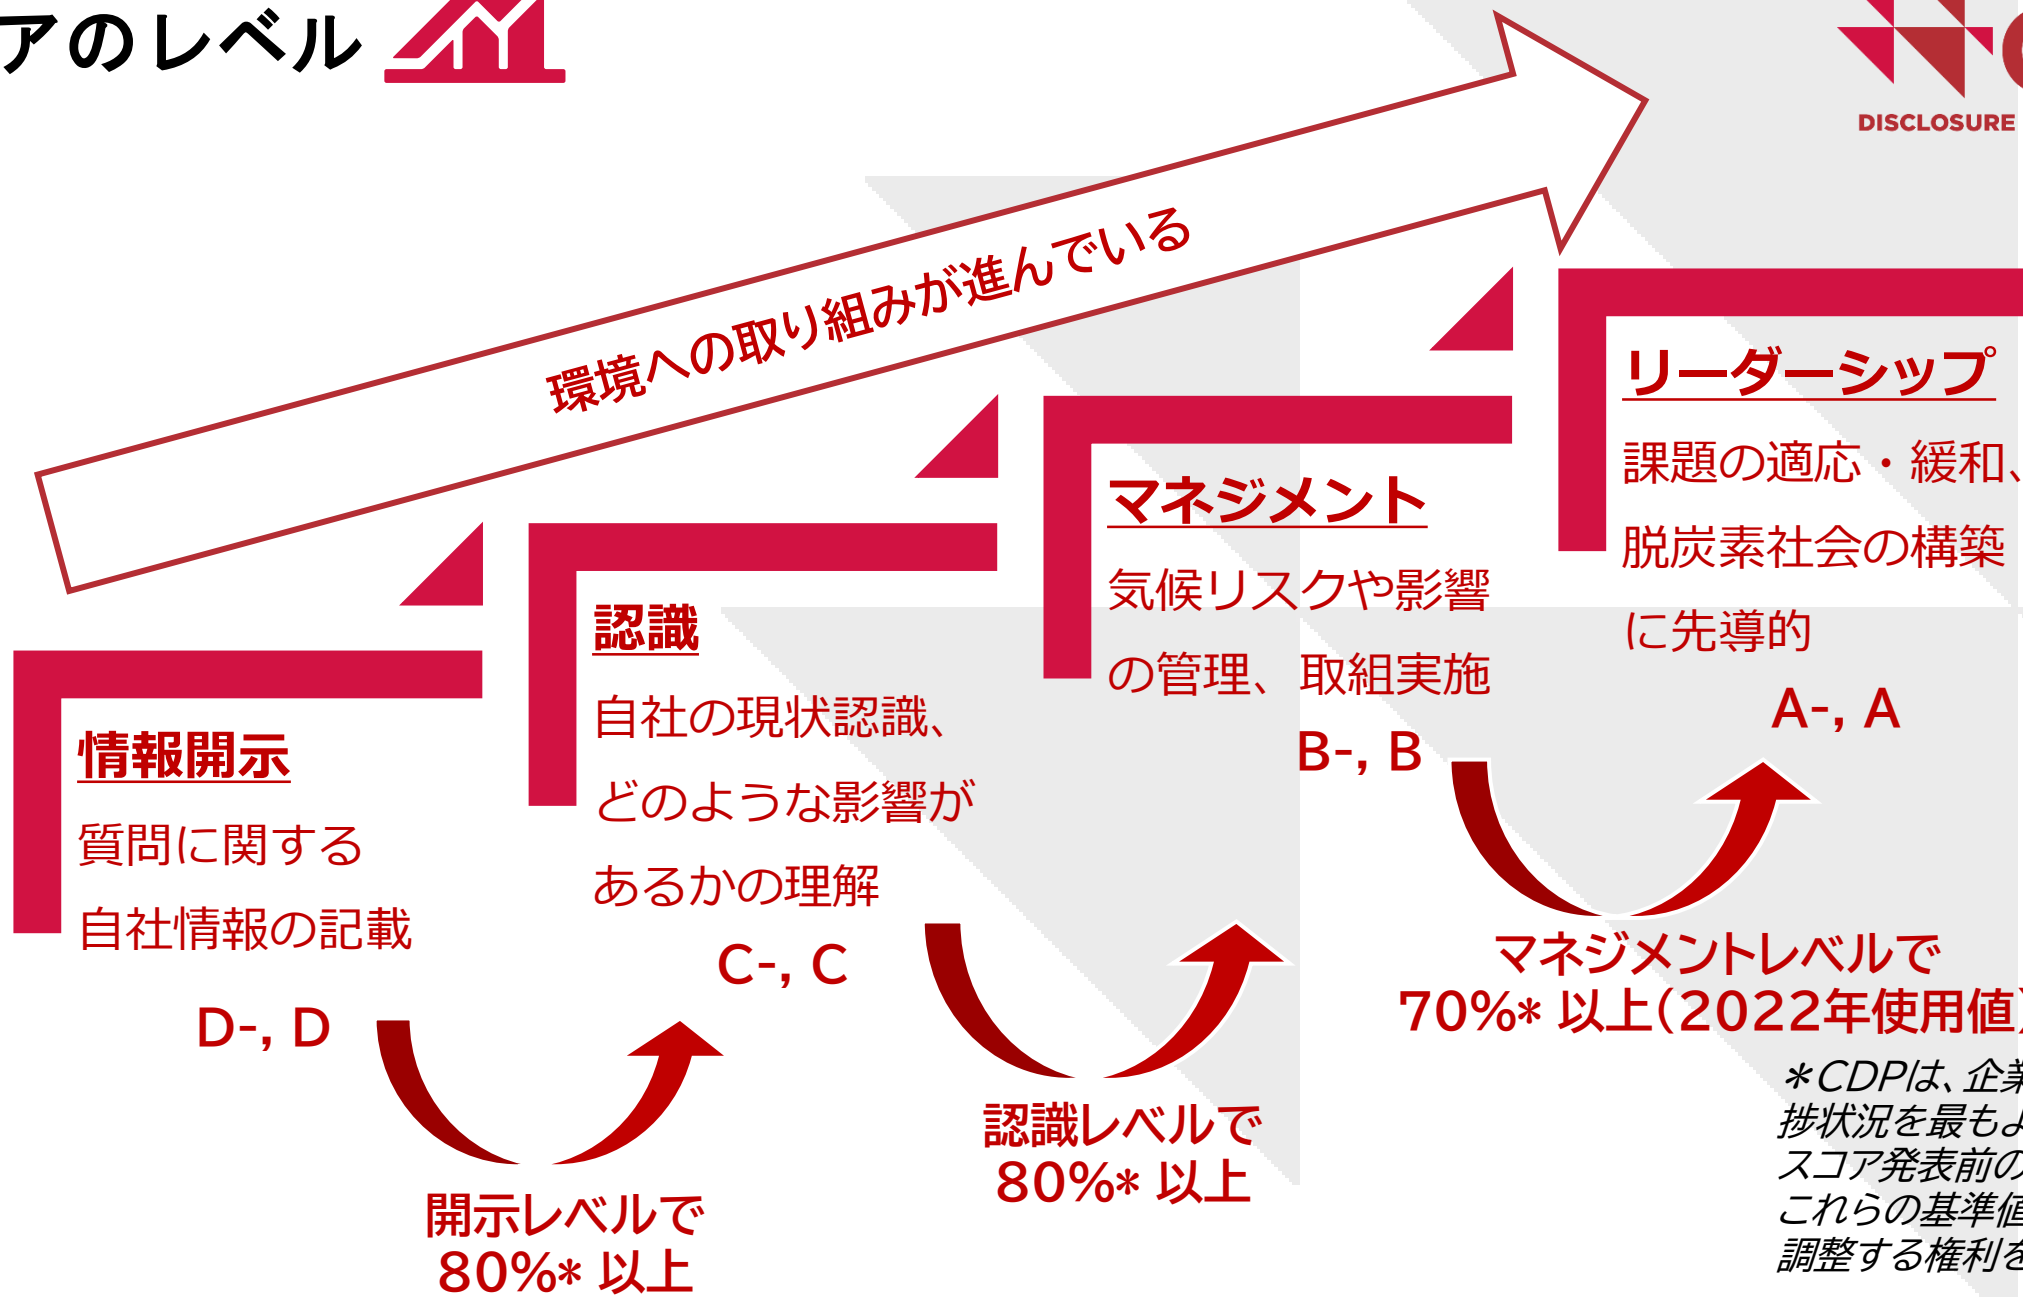 アのレベル
DISCLOSURE
環境への取り組みが進んでいる
情報開示
質問に関する
自社情報の記載
D-, D
開示レベルで
80%* 以上
認識
自社の現状認識、
どのような影響が
あるかの理解
C-, C
認識レベルで
80%* 以上
マネジメント
気候リスクや影響
の管理、取組実施
B-, B
マネジメントレベルで
70%* 以上(2022年使用値)
リーダーシップ
課題の適応・緩和、
脱炭素社会の構築
に先導的
A-, A
*CDPは、企業
捗状況を最もよ
スコア発表前の
これらの基準値
調整する権利を